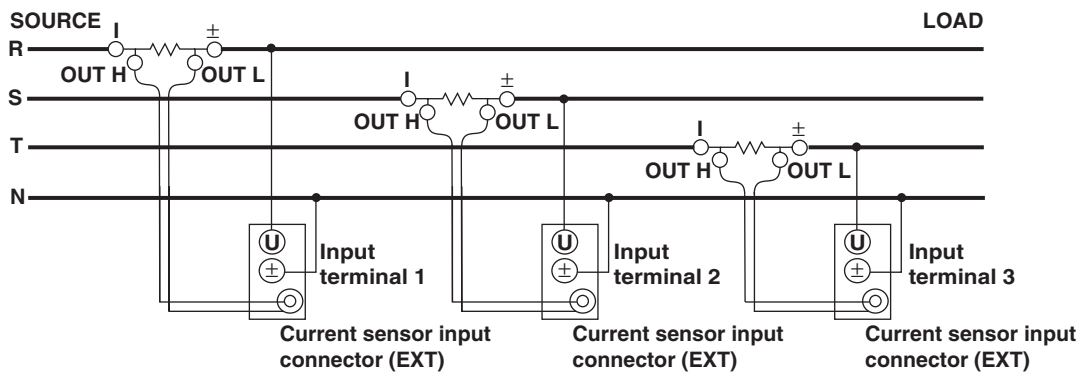 SOURCE
LOAD
R
I
±
OUT H
OUT L
S
I
±
OUT H
OUT L
T
I
±
OUT H
OUT L
N
U
±
Input
terminal 1
Current sensor input
connector (EXT)
U
±
Input
terminal 2
Current sensor input
connector (EXT)
U
±
Input
terminal 3
Current sensor input
connector (EXT)